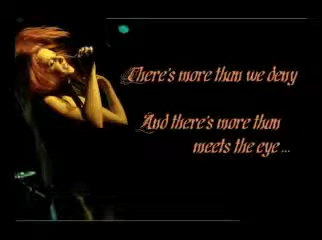 There's more than we deny
And there's more than
meets the eye ...